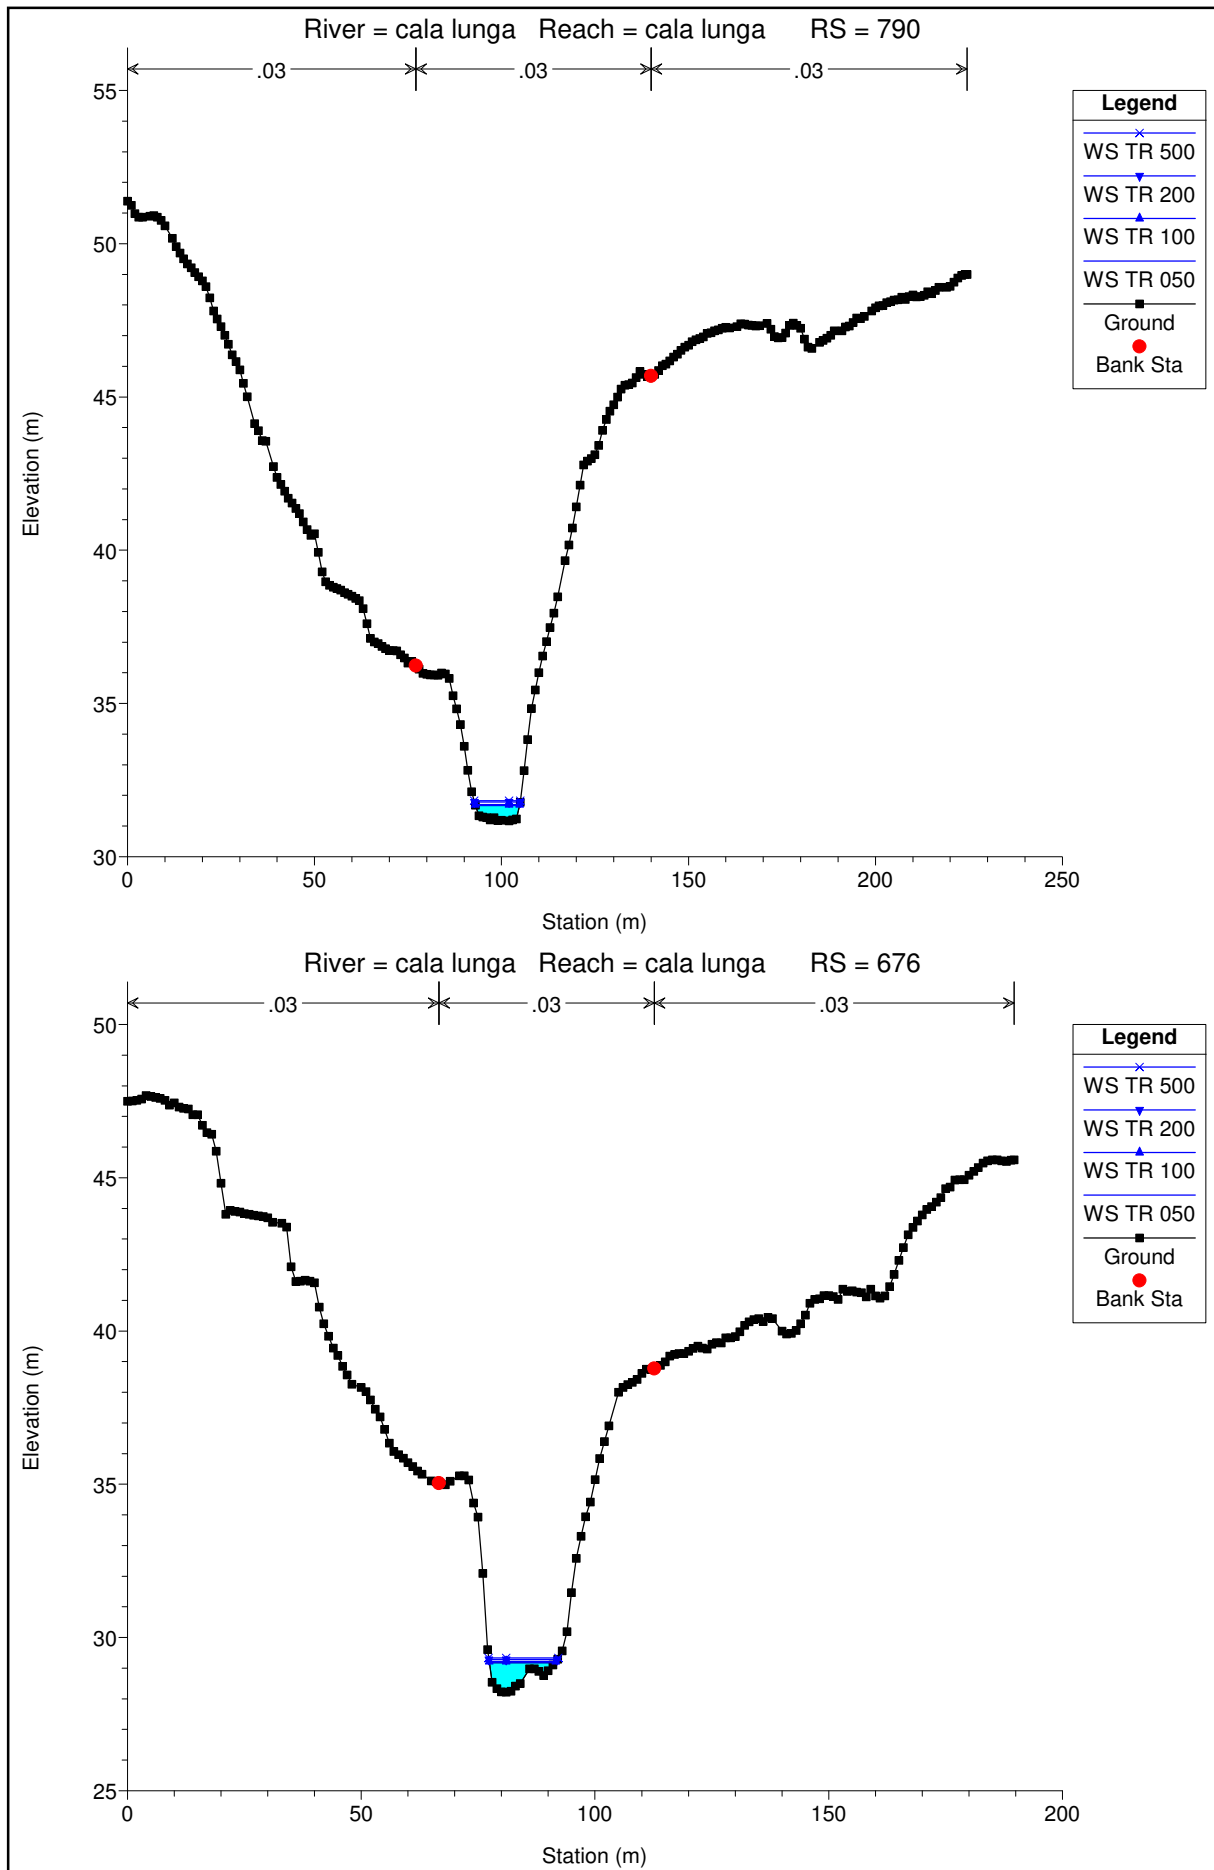 River = cala lunga Reach = cala lunga RS = 790
.03 .03 .03
55
50
45
40
35
30
Elevation (m)
0 50 100 150 200 250
Station (m)
Legend
WS TR 500
WS TR 200
WS TR 100
WS TR 050
Ground
Bank Sta
River = cala lunga Reach = cala lunga RS = 676
.03 .03 .03
50
45
40
35
30
25
Elevation (m)
0 50 100 150 200
Station (m)
Legend
WS TR 500
WS TR 200
WS TR 100
WS TR 050
Ground
Bank Sta